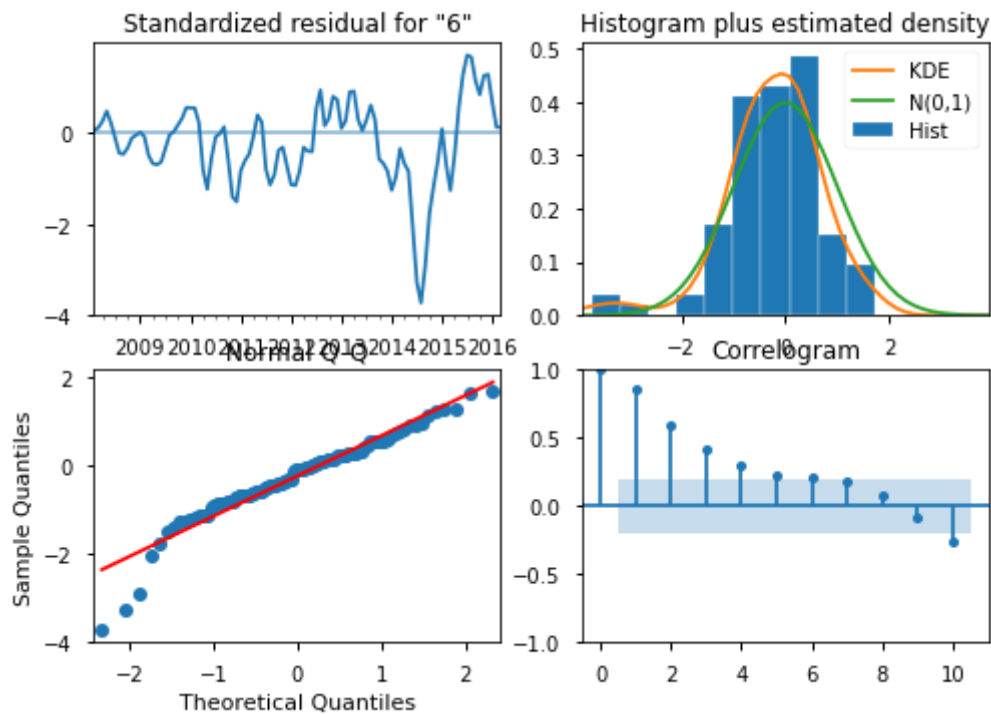 Standardized residual for "6"
0
−2
−4
2009 2010 2011 2012 2013 2014 2015 2016
Histogram plus estimated density
KDE
N(0,1)
Hist
0.5
0.4
0.3
0.2
0.1
0.0
−2 0 2
Normal Q-Q
Sample Quantiles
2
0
−2
−4
−2 −1 0 1 2
Theoretical Quantiles
Correlogram
1.0
0.5
0.0
−0.5
−1.0
0 2 4 6 8 10